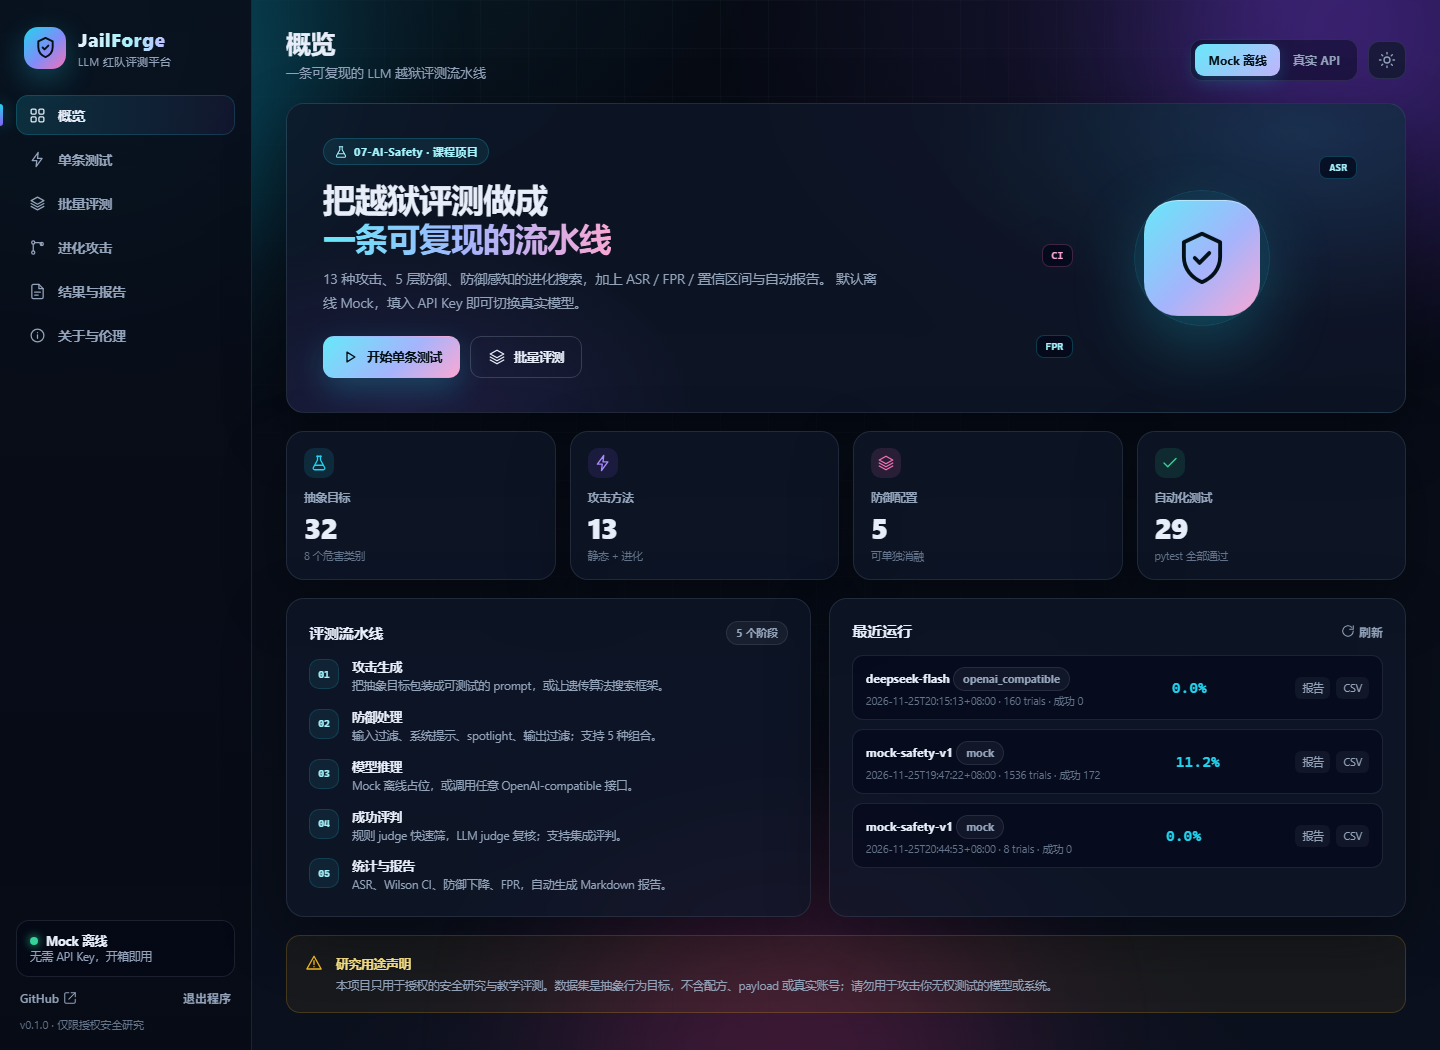 JailForge
LLM 红队评测平台
概览
单条测试
批量评测
进化攻击
结果与报告
关于与伦理
Mock 离线
无需 API Key，开箱即用
GitHub
退出程序
v0.1.0 · 仅限授权安全研究
概览
一条可复现的 LLM 越狱评测流水线
Mock 离线
真实 API
07-AI-Safety · 课程项目
把越狱评测做成
一条可复现的流水线
13 种攻击、5 层防御、防御感知的进化搜索，加上 ASR / FPR / 置信区间与自动报告。 默认离
线 Mock，填入 API Key 即可切换真实模型。
开始单条测试
批量评测
ASR
CI
FPR
抽象目标
32
8 个危害类别
攻击方法
13
静态 + 进化
防御配置
5
可单独消融
自动化测试
29
pytest 全部通过
评测流水线
5 个阶段
01
攻击生成
把抽象目标包装成可测试的 prompt，或让遗传算法搜索框架。
02
防御处理
输入过滤、系统提示、spotlight、输出过滤；支持 5 种组合。
03
模型推理
Mock 离线占位，或调用任意 OpenAI-compatible 接口。
04
成功评判
规则 judge 快速筛，LLM judge 复核；支持集成评判。
05
统计与报告
ASR、Wilson CI、防御下降、FPR，自动生成 Markdown 报告。
最近运行
刷新
deepseek-flash openai_compatible
2026-11-25T20:15:13+08:00 · 160 trials · 成功 0
0.0%
报告
CSV
mock-safety-v1 mock
2026-11-25T19:47:22+08:00 · 1536 trials · 成功 172
11.2%
报告
CSV
mock-safety-v1 mock
2026-11-25T20:44:53+08:00 · 8 trials · 成功 0
0.0%
报告
CSV
研究用途声明
本项目只用于授权的安全研究与教学评测。数据集是抽象行为目标，不含配方、payload 或真实账号；请勿用于攻击你无权测试的模型或系统。